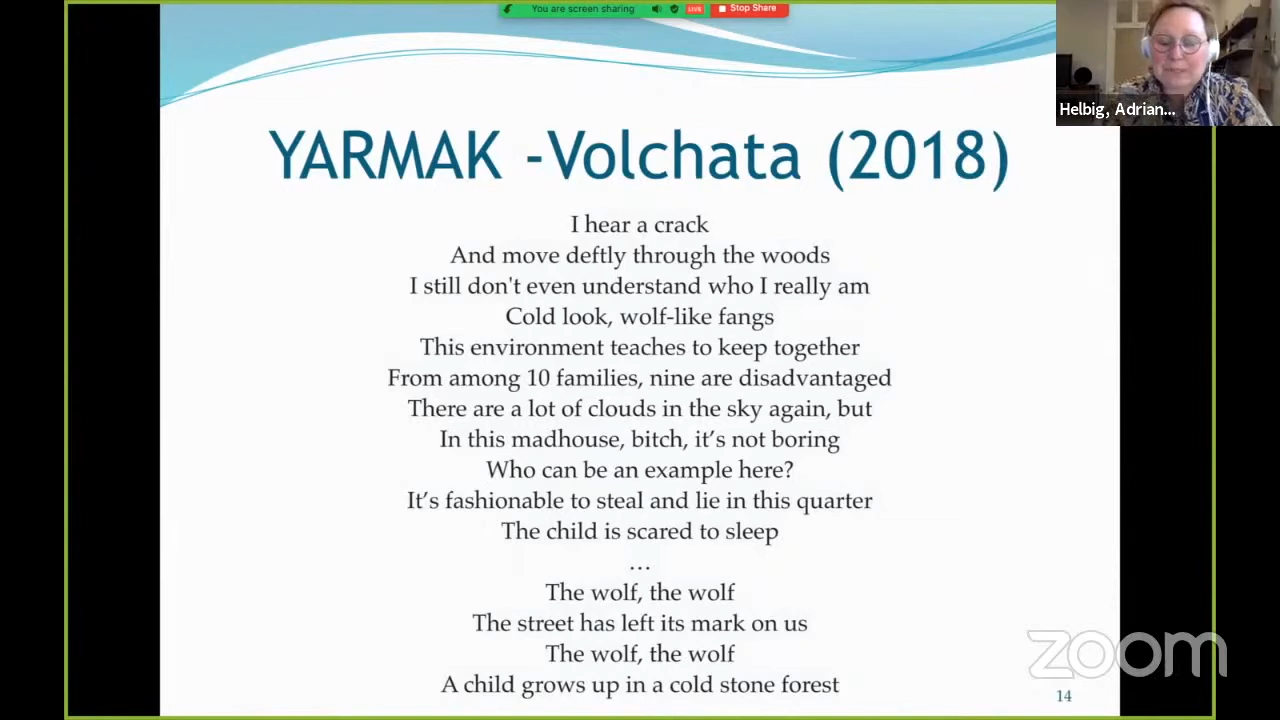 You are screen sharing
LIVE
Stop Share
Helbig, Adrian...
YARMAK -Volchata (2018)
I hear a crack
And move deftly through the woods
I still don't even understand who I really am
Cold look, wolf-like fangs
This environment teaches to keep together
From among 10 families, nine are disadvantaged
There are a lot of clouds in the sky again, but
In this madhouse, bitch, it’s not boring
Who can be an example here?
It’s fashionable to steal and lie in this quarter
The child is scared to sleep
…
The wolf, the wolf
The street has left its mark on us
The wolf, the wolf
A child grows up in a cold stone forest
zoom
14